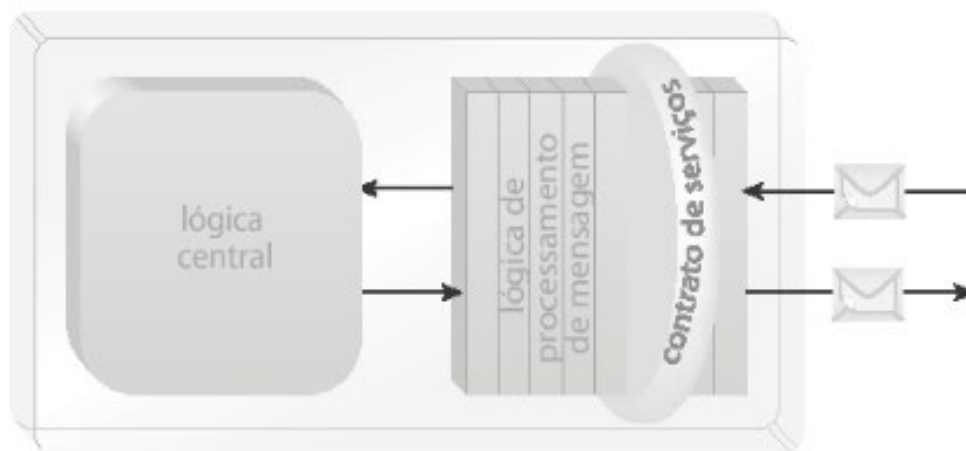 lógica
central
lógica de
processamento
de mensagem
contrato de serviços